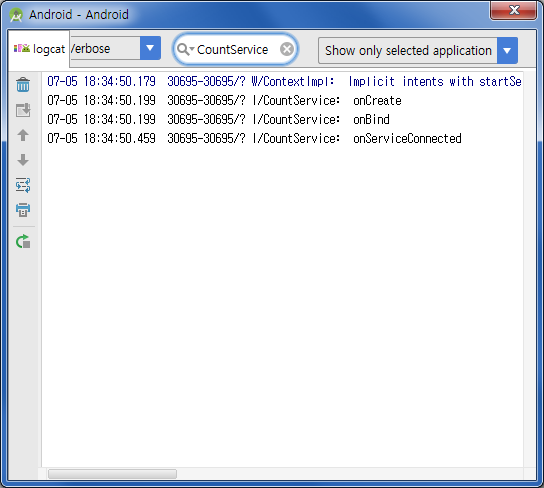 Android - Android
logcat
Verbose
CountService
Show only selected application
07-05 18:34:50.179 30695-30695/? W/ContextImpl: Implicit intents with startSe
07-05 18:34:50.199 30695-30695/? I/CountService: onCreate
07-05 18:34:50.199 30695-30695/? I/CountService: onBind
07-05 18:34:50.459 30695-30695/? I/CountService: onServiceConnected